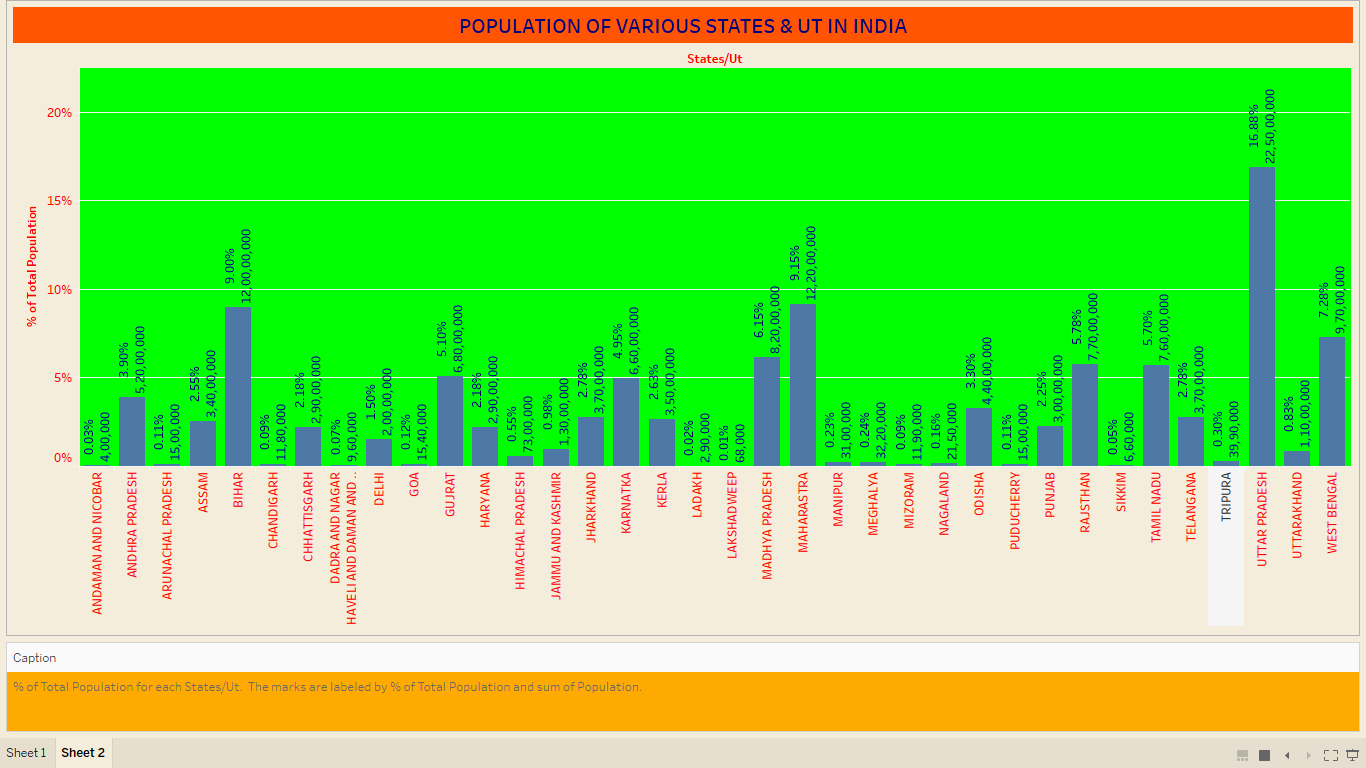 POPULATION OF VARIOUS STATES & UT IN INDIA
States/Ut
% of Total Population
20%
15%
10%
5%
0%
0.03%
4,00,000
3.90%
5,20,00,000
0.11%
15,00,000
2.55%
3,40,00,000
9.00%
12,00,00,000
0.09%
11,80,000
2.18%
2,90,00,000
0.07%
9,60,000
1.50%
2,00,00,000
0.12%
15,40,000
5.10%
6,80,00,000
2.18%
2,90,00,000
0.55%
73,00,000
0.98%
1,30,00,000
2.78%
3,70,00,000
4.95%
6,60,00,000
2.63%
3,50,00,000
0.02%
2,90,000
0.01%
68,000
6.15%
8,20,00,000
9.15%
12,20,00,000
0.23%
31,00,000
0.24%
32,20,000
0.09%
11,90,000
0.16%
21,50,000
3.30%
4,40,00,000
0.11%
15,00,000
2.25%
3,00,00,000
5.78%
7,70,00,000
0.05%
6,60,000
5.70%
7,60,00,000
2.78%
3,70,00,000
0.30%
39,90,000
16.88%
22,50,00,000
0.83%
1,10,00,000
7.28%
9,70,00,000
ANDAMAN AND NICOBAR
ANDHRA PRADESH
ARUNACHAL PRADESH
ASSAM
BIHAR
CHANDIGARH
CHHATTISGARH
DADRA AND NAGAR
HAVELI AND DAMAN AND ..
DELHI
GOA
GUJRAT
HARYANA
HIMACHAL PRADESH
JAMMU AND KASHMIR
JHARKHAND
KARNATKA
KERLA
LADAKH
LAKSHADWEEP
MADHYA PRADESH
MAHARASTRA
MANIPUR
MEGHALYA
MIZORAM
NAGALAND
ODISHA
PUDUCHERRY
PUNJAB
RAJSTHAN
SIKKIM
TAMIL NADU
TELANGANA
TRIPURA
UTTAR PRADESH
UTTARAKHAND
WEST BENGAL
Caption
% of Total Population for each States/Ut.  The marks are labeled by % of Total Population and sum of Population.
Sheet 1
Sheet 2